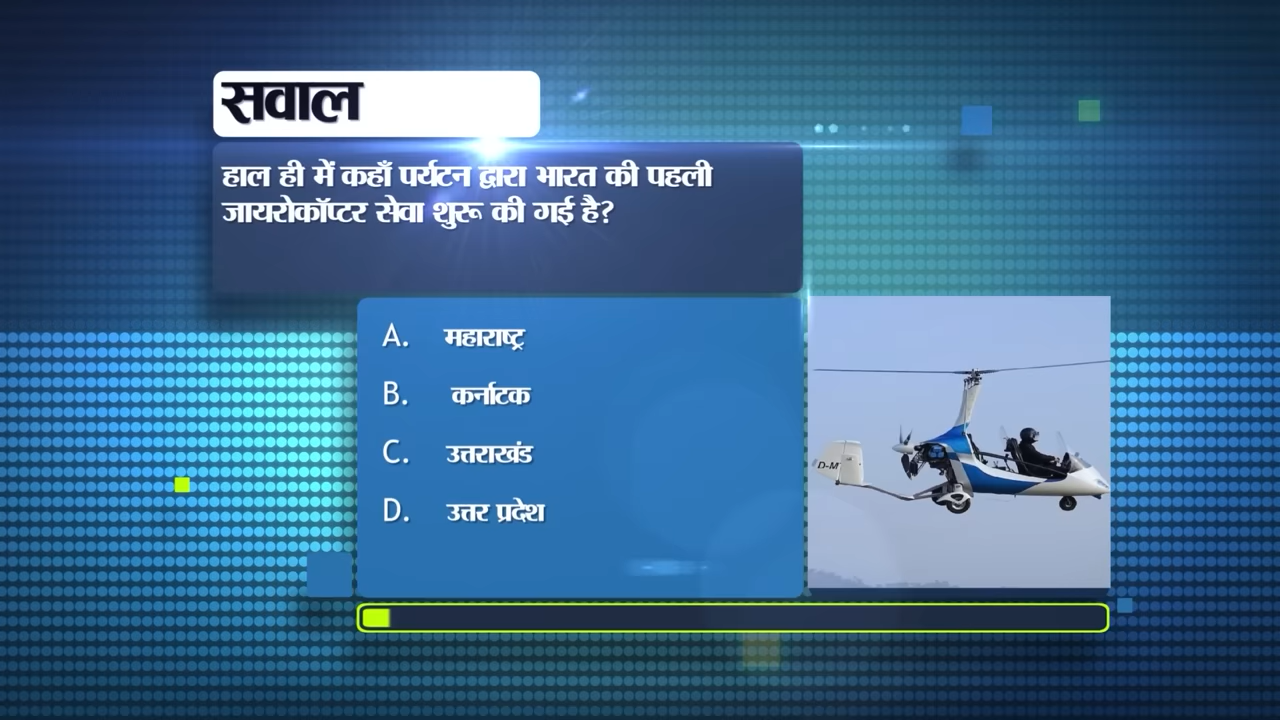 सवाल
हाल ही में कहाँ पर्यटन द्वारा भारत की पहली
जायरोकॉप्टर सेवा शुरू की गई है?
A. महाराष्ट्र
B. कर्नाटक
C. उत्तराखंड
D. उत्तर प्रदेश
D-M